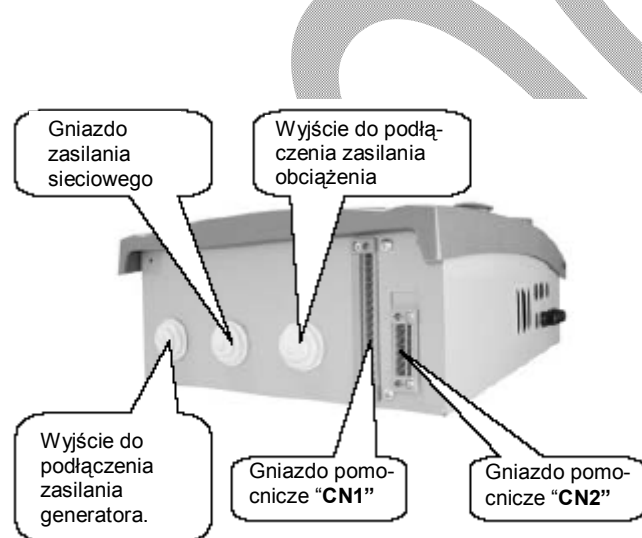 Gniazdo
zasilania
sieciowego
Wyjście do podłą-
czenia zasilania
obciążenia
Wyjście do
podłączenia
zasilania
generatora.
Gniazdo pomo-
cnicze “CN1”
Gniazdo pomo-
cnicze “CN2”